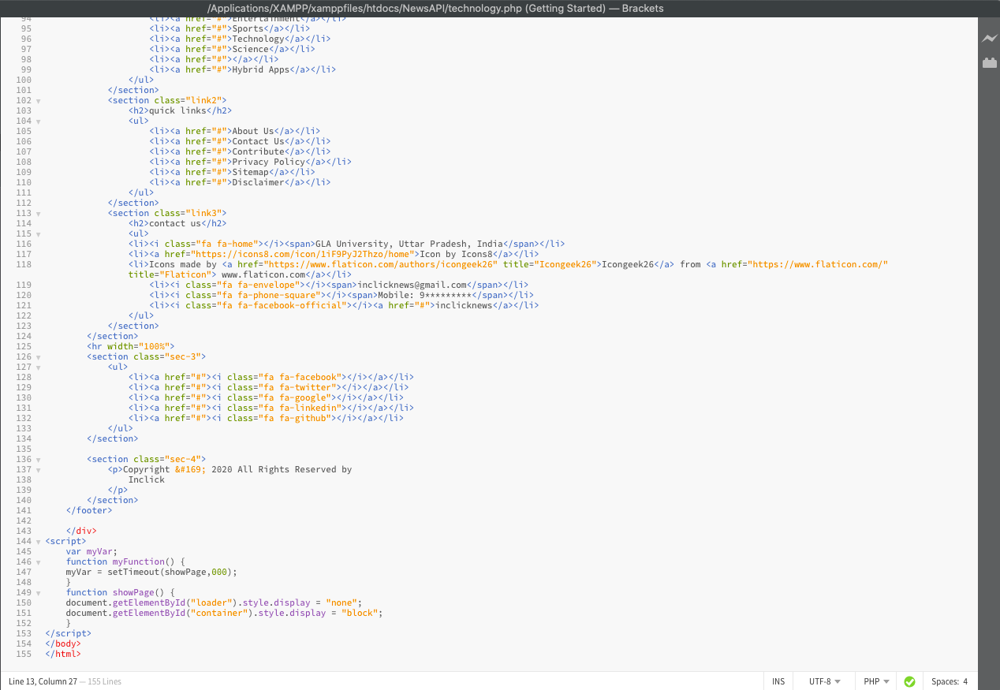 /Applications/XAMPP/xamppfiles/htdocs/NewsAPI/technology.php (Getting Started) — Brackets
94 <li><a href="#">Entertainment</a></li>
95 <li><a href="#">Sports</a></li>
96 <li><a href="#">Technology</a></li>
97 <li><a href="#">Science</a></li>
98 <li><a href="#"></a></li>
99 <li><a href="#">Hybrid Apps</a></li>
100 </ul>
101 </section>
102 <section class="link2">
103 <h2>quick links</h2>
104 <ul>
105 <li><a href="#">About Us</a></li>
106 <li><a href="#">Contact Us</a></li>
107 <li><a href="#">Contribute</a></li>
108 <li><a href="#">Privacy Policy</a></li>
109 <li><a href="#">Sitemap</a></li>
110 <li><a href="#">Disclaimer</a></li>
111 </ul>
112 </section>
113 <section class="link3">
114 <h2>contact us</h2>
115 <ul>
116 <li><i class="fa fa-home"></i><span>GLA University, Uttar Pradesh, India</span></li>
117 <li><a href="https://icons8.com/icon/1iF9PyJ2Thzo/home">Icon by Icons8</a></li>
118 <li>Icons made by <a href="https://www.flaticon.com/authors/icongeek26" title="Icongeek26">Icongeek26</a> from <a href="https://www.flaticon.com/"
title="Flaticon"> www.flaticon.com</a></li>
119 <li><i class="fa fa-envelope"></i><span>inclicknews@gmail.com</span></li>
120 <li><i class="fa fa-phone-square"></i><span>Mobile: 9*********</span></li>
121 <li><i class="fa fa-facebook-official"></i><a href="#">inclicknews</a></li>
122 </ul>
123 </section>
124 </section>
125 <hr width="100%">
126 <section class="sec-3">
127 <ul>
128 <li><a href="#"><i class="fa fa-facebook"></i></a></li>
129 <li><a href="#"><i class="fa fa-twitter"></i></a></li>
130 <li><a href="#"><i class="fa fa-google"></i></a></li>
131 <li><a href="#"><i class="fa fa-linkedin"></i></a></li>
132 <li><a href="#"><i class="fa fa-github"></i></a></li>
133 </ul>
134 </section>
135
136 <section class="sec-4">
137 <p>Copyright &#169; 2020 All Rights Reserved by
138 Inclick
139 </p>
140 </section>
141 </footer>
142
143 </div>
144 <script>
145 var myVar;
146 function myFunction() {
147 myVar = setTimeout(showPage,000);
148 }
149 function showPage() {
150 document.getElementById("loader").style.display = "none";
151 document.getElementById("container").style.display = "block";
152 }
153 </script>
154 </body>
155 </html>
Line 13, Column 27 — 155 Lines INS UTF-8 PHP Spaces: 4